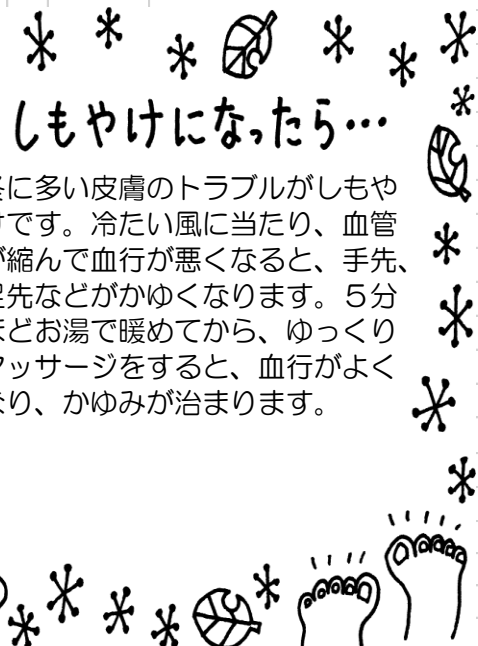 しもやけになったら…
冬に多い皮膚のトラブルがしもや
けです。冷たい風に当たり、血管
が縮んで血行が悪くなると、手先、
足先などがかゆくなります。５分
ほどお湯で暖めてから、ゆっくり
マッサージをすると、血行がよく
なり、かゆみが治まります。